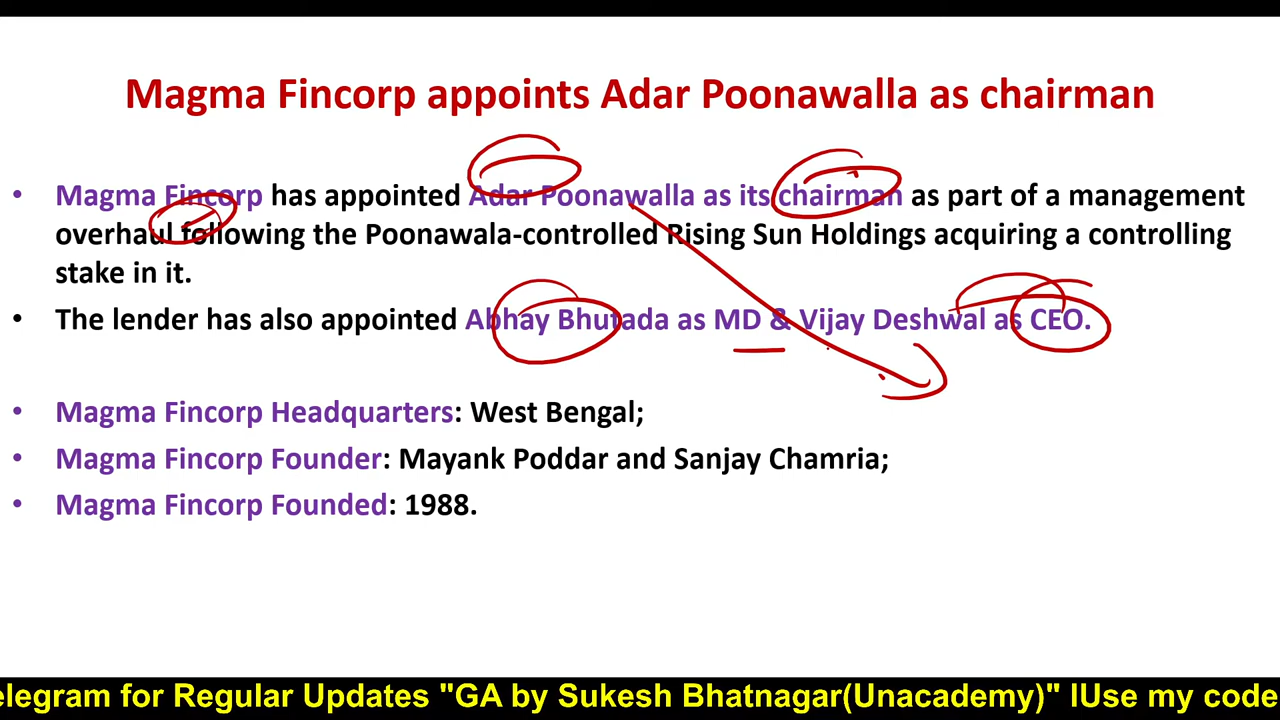 Magma Fincorp appoints Adar Poonawalla as chairman
• Magma Fincorp has appointed Adar Poonawalla as its chairman as part of a management
overhaul following the Poonawala-controlled Rising Sun Holdings acquiring a controlling
stake in it.
• The lender has also appointed Abhay Bhutada as MD & Vijay Deshwal as CEO.
• Magma Fincorp Headquarters: West Bengal;
• Magma Fincorp Founder: Mayank Poddar and Sanjay Chamria;
• Magma Fincorp Founded: 1988.
elegram for Regular Updates "GA by Sukesh Bhatnagar(Unacademy)" lUse my code